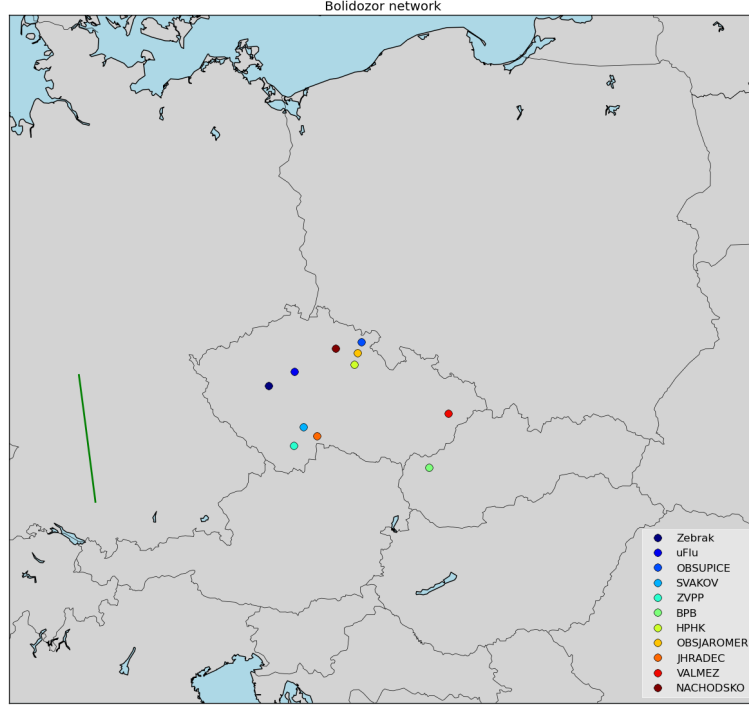 Bolidozor network
Zebrak
uFlu
OBSUPICE
SVAKOV
ZVPP
BPB
HPHK
OBSJAROMER
JHRADEC
VALMEZ
NACHODSKO